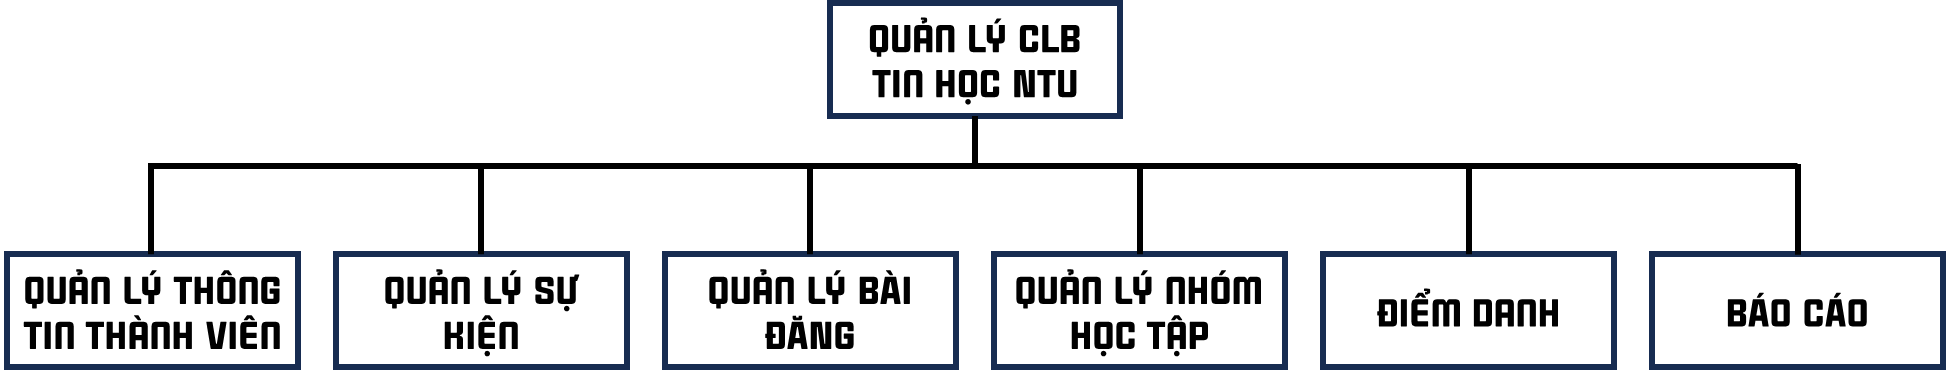 QUẢN LÝ CLB
TIN HỌC NTU
QUẢN LÝ THÔNG
TIN THÀNH VIÊN
QUẢN LÝ SỰ
KIỆN
QUẢN LÝ BÀI
ĐĂNG
QUẢN LÝ NHÓM
HỌC TẬP
ĐIỂM DANH
BÁO CÁO